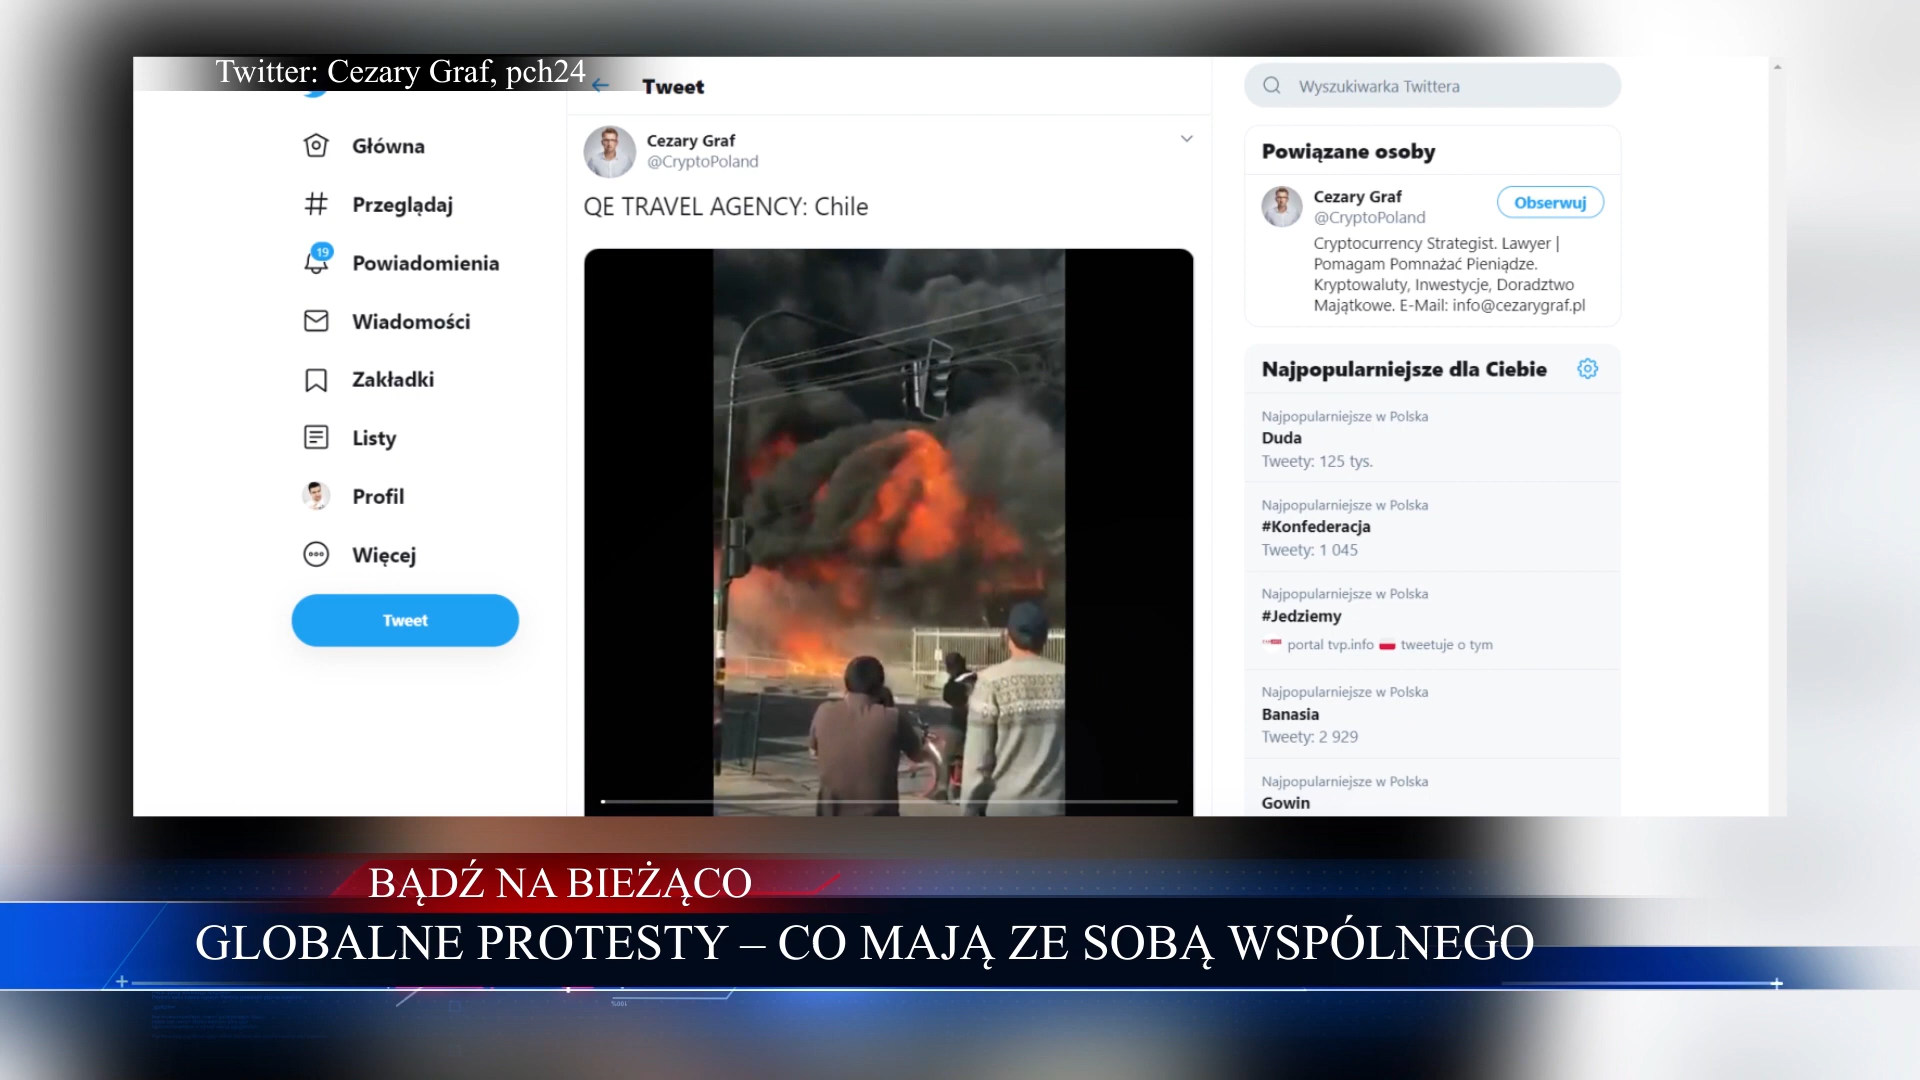 Twitter: Cezary Graf, pch24
Główna
Przeglądaj
19
Powiadomienia
Wiadomości
Zakładki
Listy
Profil
Więcej
Tweet
Tweet
Cezary Graf
@CryptoPoland
QE TRAVEL AGENCY: Chile
Wyszukiwarka Twittera
Powiązane osoby
Cezary Graf
@CryptoPoland
Obserwuj
Cryptocurrency Strategist. Lawyer |
Pomagam Pomnażać Pieniądze.
Kryptowaluty, Inwestycje, Doradztwo
Majątkowe. E-Mail: info@cezarygraf.pl
Najpopularniejsze dla Ciebie
Najpopularniejsze w Polska
Duda
Tweety: 125 tys.
Najpopularniejsze w Polska
#Konfederacja
Tweety: 1 045
Najpopularniejsze w Polska
#Jedziemy
portal tvp.info tweetuje o tym
Najpopularniejsze w Polska
Banasia
Tweety: 2 929
Najpopularniejsze w Polska
Gowin
BĄDŹ NA BIEŻĄCO
GLOBALNE PROTESTY – CO MAJĄ ZE SOBĄ WSPÓLNEGO